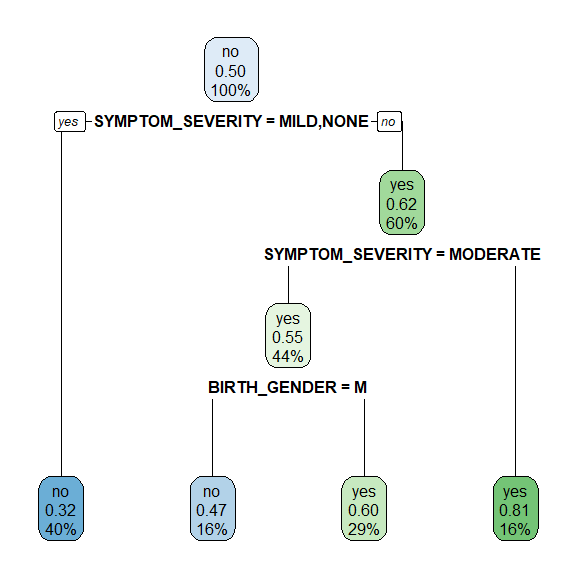 no
0.50
100%
yes SYMPTOM_SEVERITY = MILD,NONE no
yes
0.62
60%
SYMPTOM_SEVERITY = MODERATE
yes
0.55
44%
BIRTH_GENDER = M
no
0.32
40%
no
0.47
16%
yes
0.60
29%
yes
0.81
16%